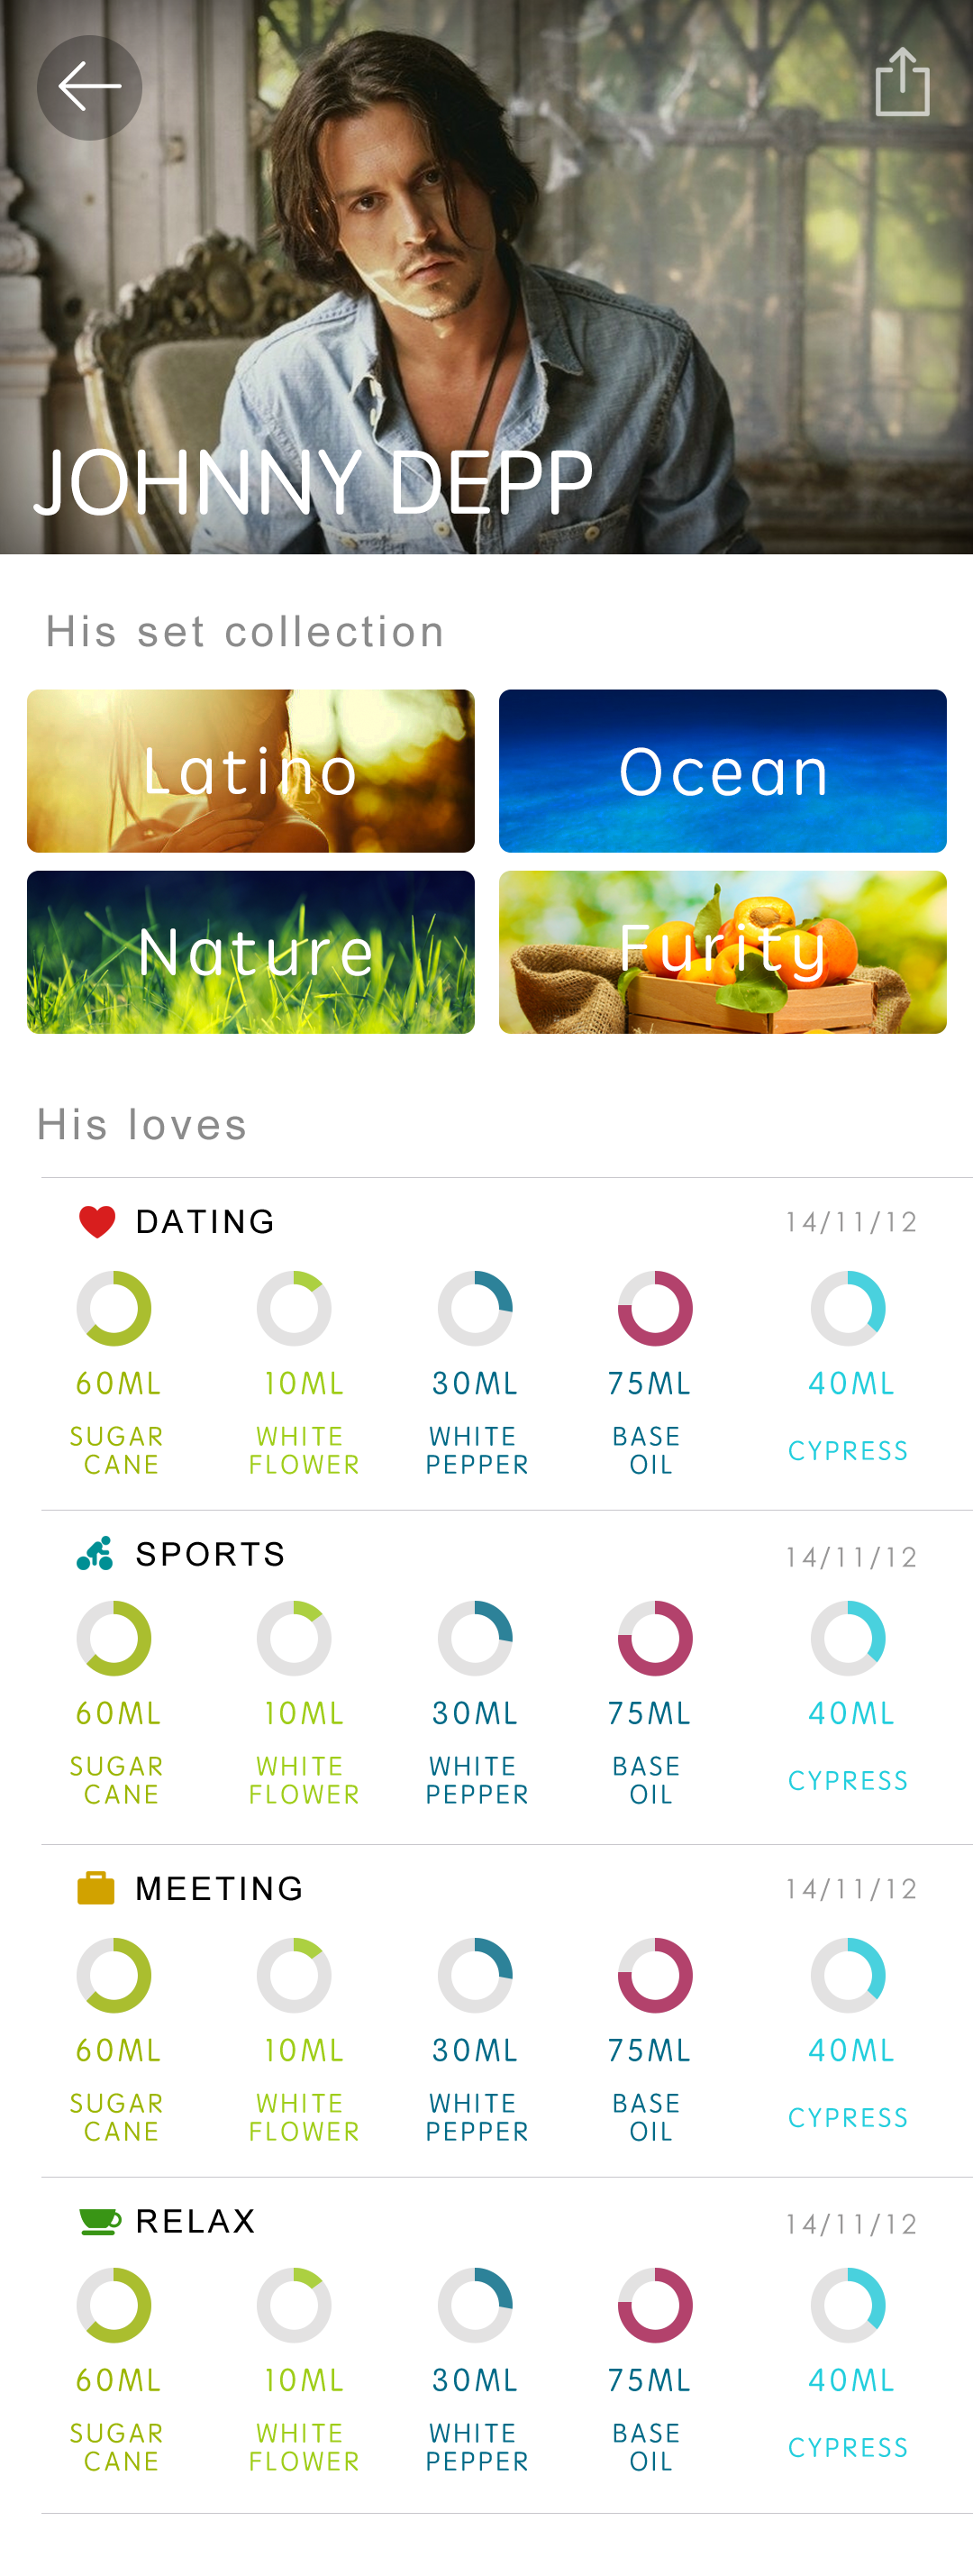 JOHNNY DEPP
His set collection
Latino
Ocean
Nature
Furity
His loves
DATING 14/11/12
60ML 10ML 30ML 75ML 40ML
SUGAR WHITE WHITE BASE CYPRESS
CANE FLOWER PEPPER OIL
SPORTS 14/11/12
60ML 10ML 30ML 75ML 40ML
SUGAR WHITE WHITE BASE CYPRESS
CANE FLOWER PEPPER OIL
MEETING 14/11/12
60ML 10ML 30ML 75ML 40ML
SUGAR WHITE WHITE BASE CYPRESS
CANE FLOWER PEPPER OIL
RELAX 14/11/12
60ML 10ML 30ML 75ML 40ML
SUGAR WHITE WHITE BASE CYPRESS
CANE FLOWER PEPPER OIL